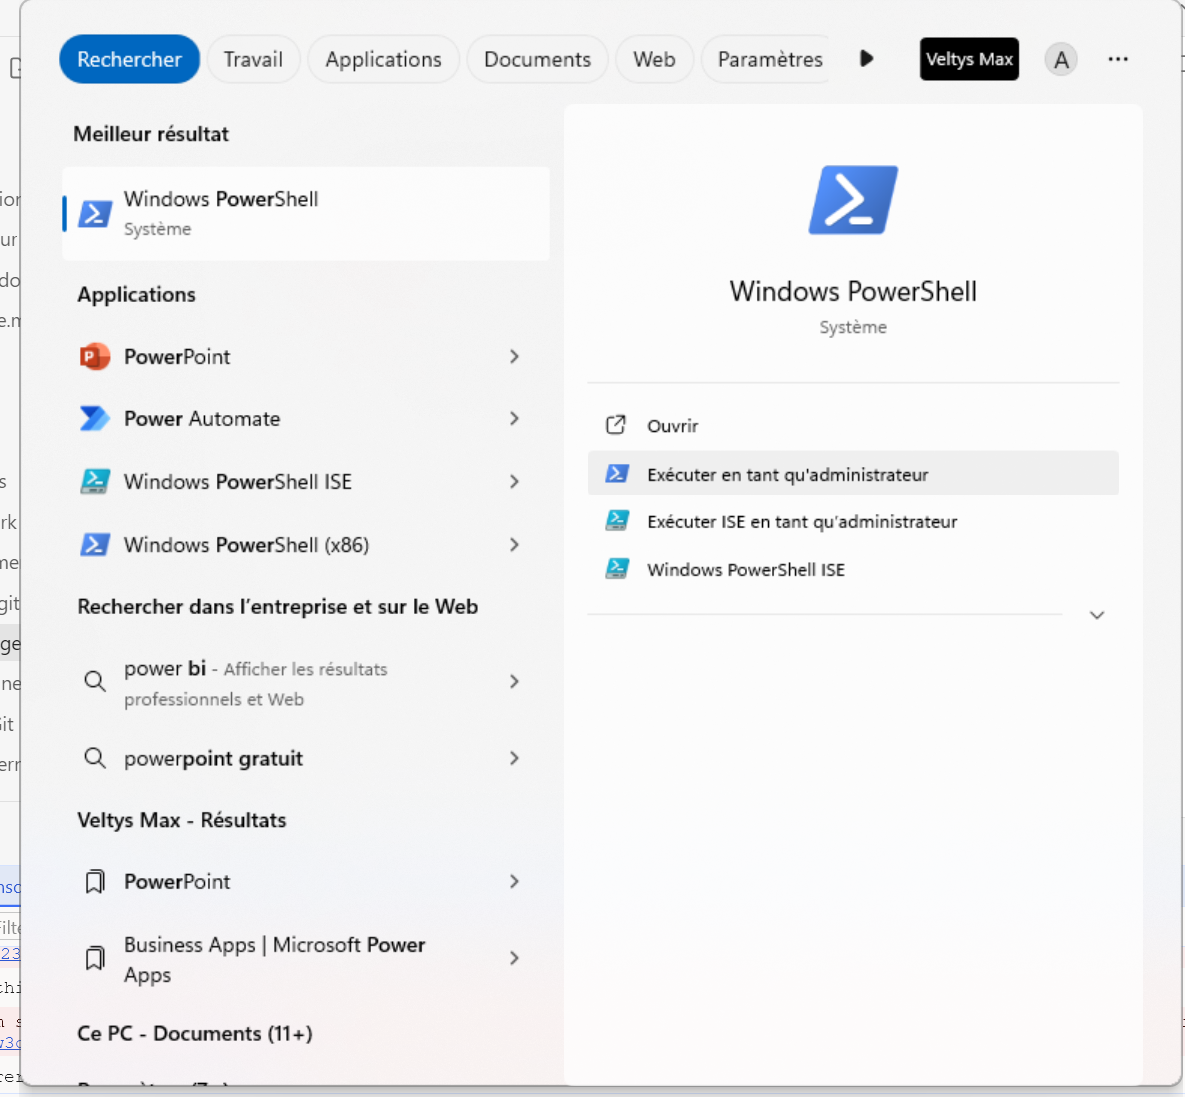 Rechercher
Travail
Applications
Documents
Web
Paramètres
Veltys Max
A
Meilleur résultat
Windows PowerShell
Système
Applications
PowerPoint
Power Automate
Windows PowerShell ISE
Windows PowerShell (x86)
Rechercher dans l’entreprise et sur le Web
power bi - Afficher les résultats
professionnels et Web
powerpoint gratuit
Veltys Max - Résultats
PowerPoint
Business Apps | Microsoft Power
Apps
Ce PC - Documents (11+)
Windows PowerShell
Système
Ouvrir
Exécuter en tant qu'administrateur
Exécuter ISE en tant qu’administrateur
Windows PowerShell ISE